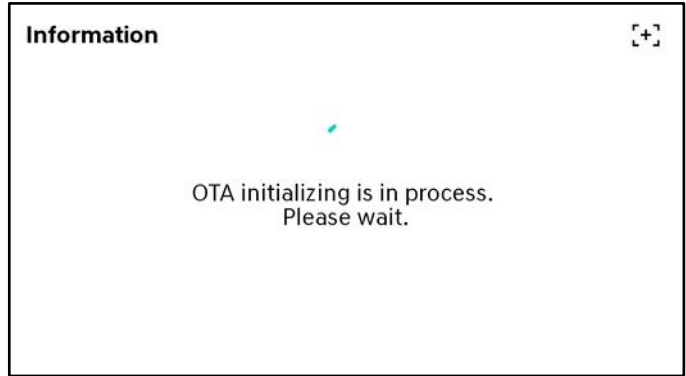 Information
OTA initializing is in process.
Please wait.